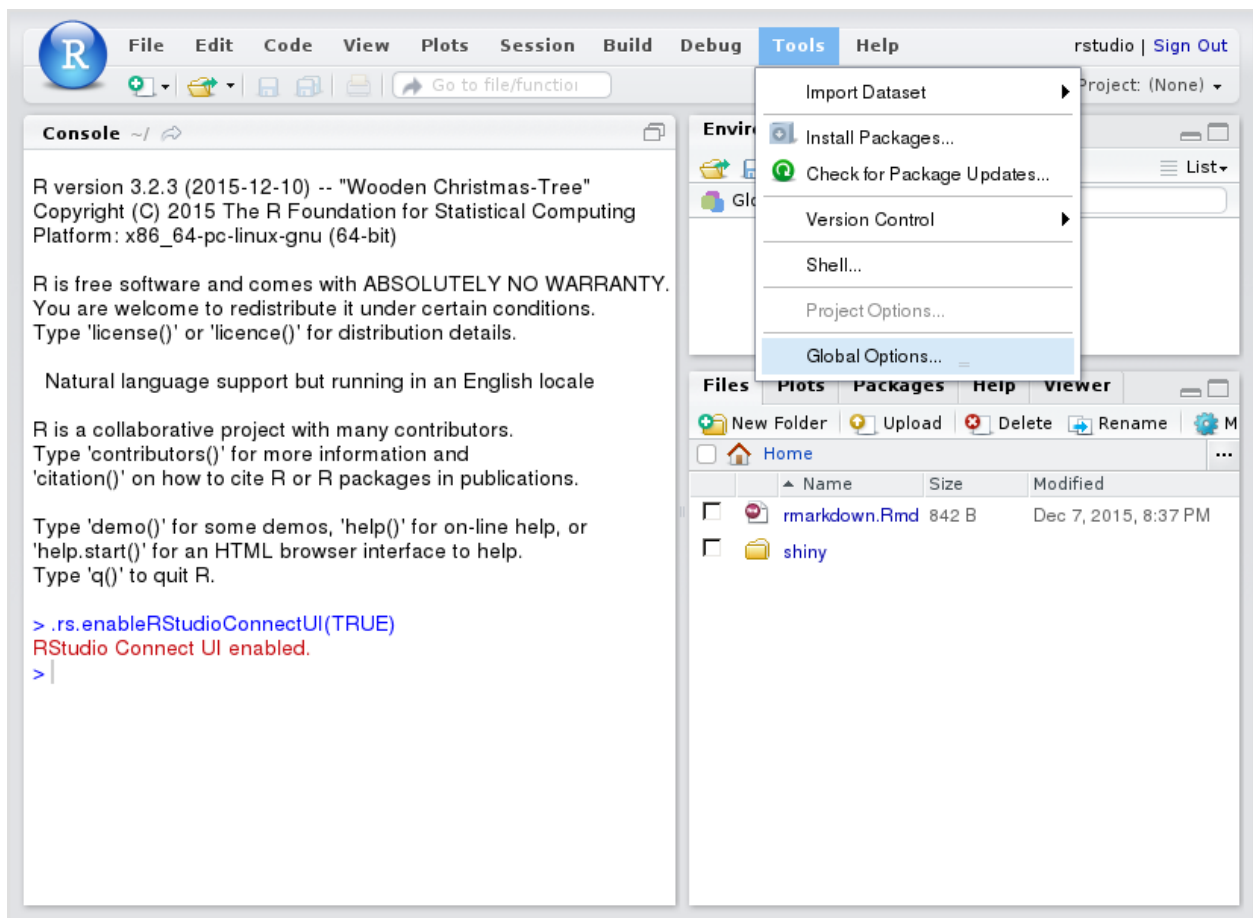 R
File Edit Code View Plots Session Build Debug Tools Help
rstudio | Sign Out
Go to file/function
Project: (None)
Console ~/
R version 3.2.3 (2015-12-10) -- "Wooden Christmas-Tree"
Copyright (C) 2015 The R Foundation for Statistical Computing
Platform: x86_64-pc-linux-gnu (64-bit)
R is free software and comes with ABSOLUTELY NO WARRANTY.
You are welcome to redistribute it under certain conditions.
Type 'license()' or 'licence()' for distribution details.
Natural language support but running in an English locale
R is a collaborative project with many contributors.
Type 'contributors()' for more information and
'citation()' on how to cite R or R packages in publications.
Type 'demo()' for some demos, 'help()' for on-line help, or
'help.start()' for an HTML browser interface to help.
Type 'q()' to quit R.
> .rs.enableRStudioConnectUI(TRUE)
RStudio Connect UI enabled.
>
Import Dataset
Install Packages...
Check for Package Updates...
Version Control
Shell...
Project Options...
Global Options...
Envir
List
Glo
Files Plots Packages Help Viewer
New Folder Upload Delete Rename M
Home ...
Name Size Modified
rmarkdown.Rmd 842 B Dec 7, 2015, 8:37 PM
shiny